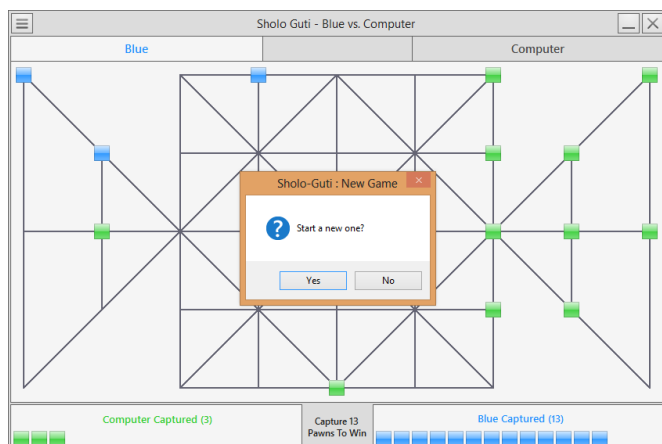 Sholo Guti - Blue vs. Computer
Blue
Computer
Sholo-Guti : New Game
Start a new one?
Yes
No
Computer Captured (3)
Capture 13
Pawns To Win
Blue Captured (13)